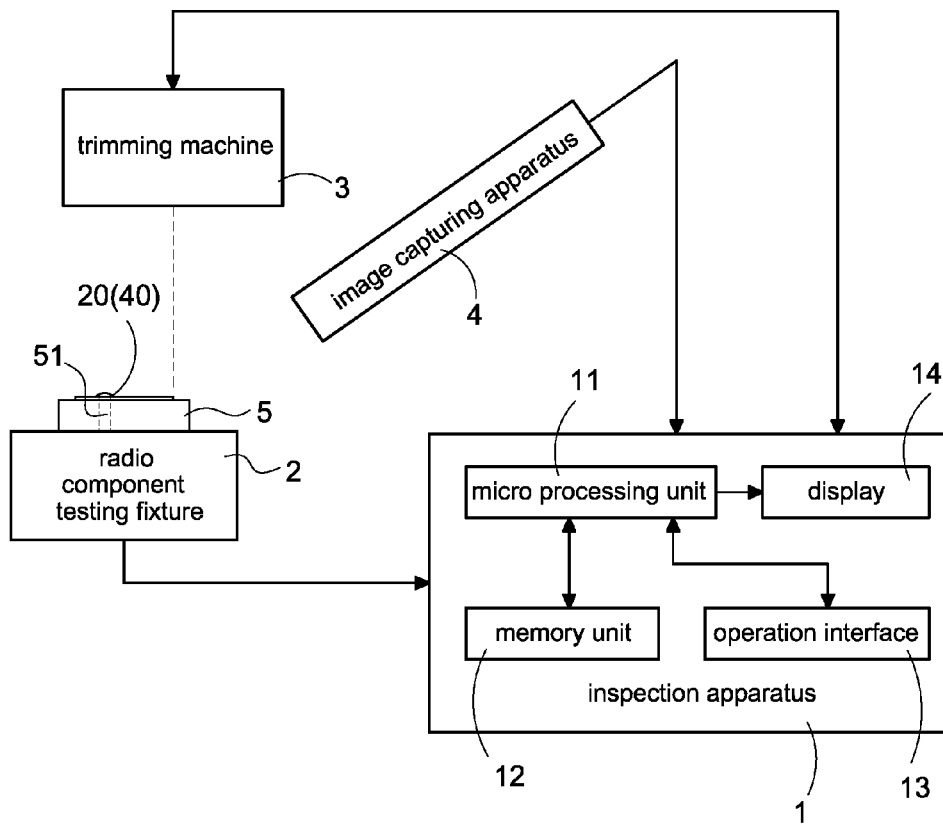 trimming machine
3
image capturing apparatus
4
20(40)
51
5
radio
component
testing fixture
2
11
14
micro processing unit
display
memory unit
operation interface
inspection apparatus
12
1
13